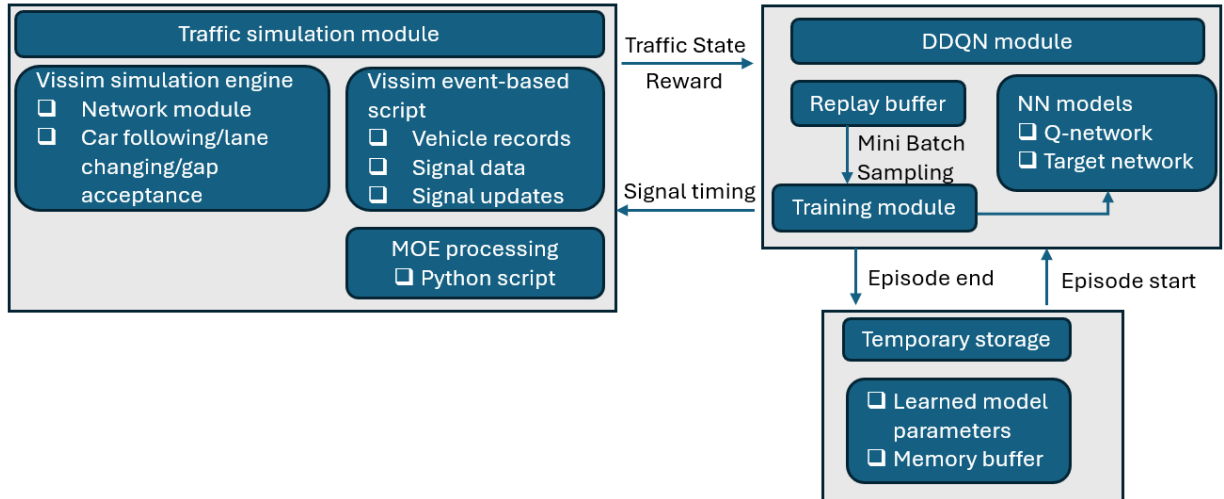 Traffic simulation module
Vissim simulation engine
❑ Network module
❑ Car following/lane
changing/gap
acceptance
Vissim event-based
script
❑ Vehicle records
❑ Signal data
❑ Signal updates
MOE processing
❑ Python script
Traffic State
Reward
Signal timing
DDQN module
Replay buffer
Mini Batch
Sampling
Training module
NN models
❑ Q-network
❑ Target network
Episode end
Episode start
Temporary storage
❑ Learned model
parameters
❑ Memory buffer